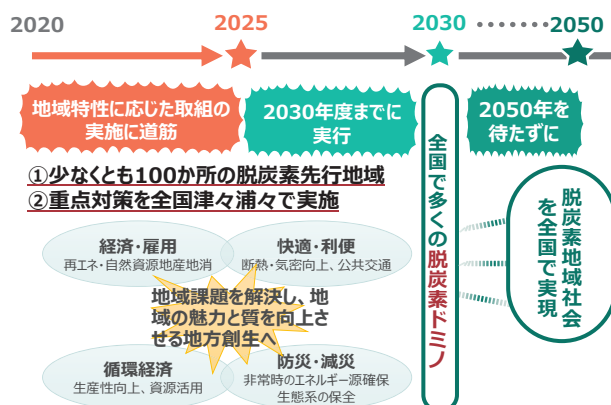 2020
2025
2030
2050
地域特性に応じた取組の
実施に道筋
2030年度までに
実行
2050年を
待たずに
①少なくとも100か所の脱炭素先行地域
②重点対策を全国津々浦々で実施
経済・雇用
再エネ・自然資源地産地消
快適・利便
断熱・気密向上、公共交通
地域課題を解決し、地
域の魅力と質を向上さ
せる地方創生へ
循環経済
生産性向上、資源活用
防災・減災
非常時のエネルギー源確保
生態系の保全
全国で多くの脱炭素ドミノ
脱炭素地域社会
を全国で実現